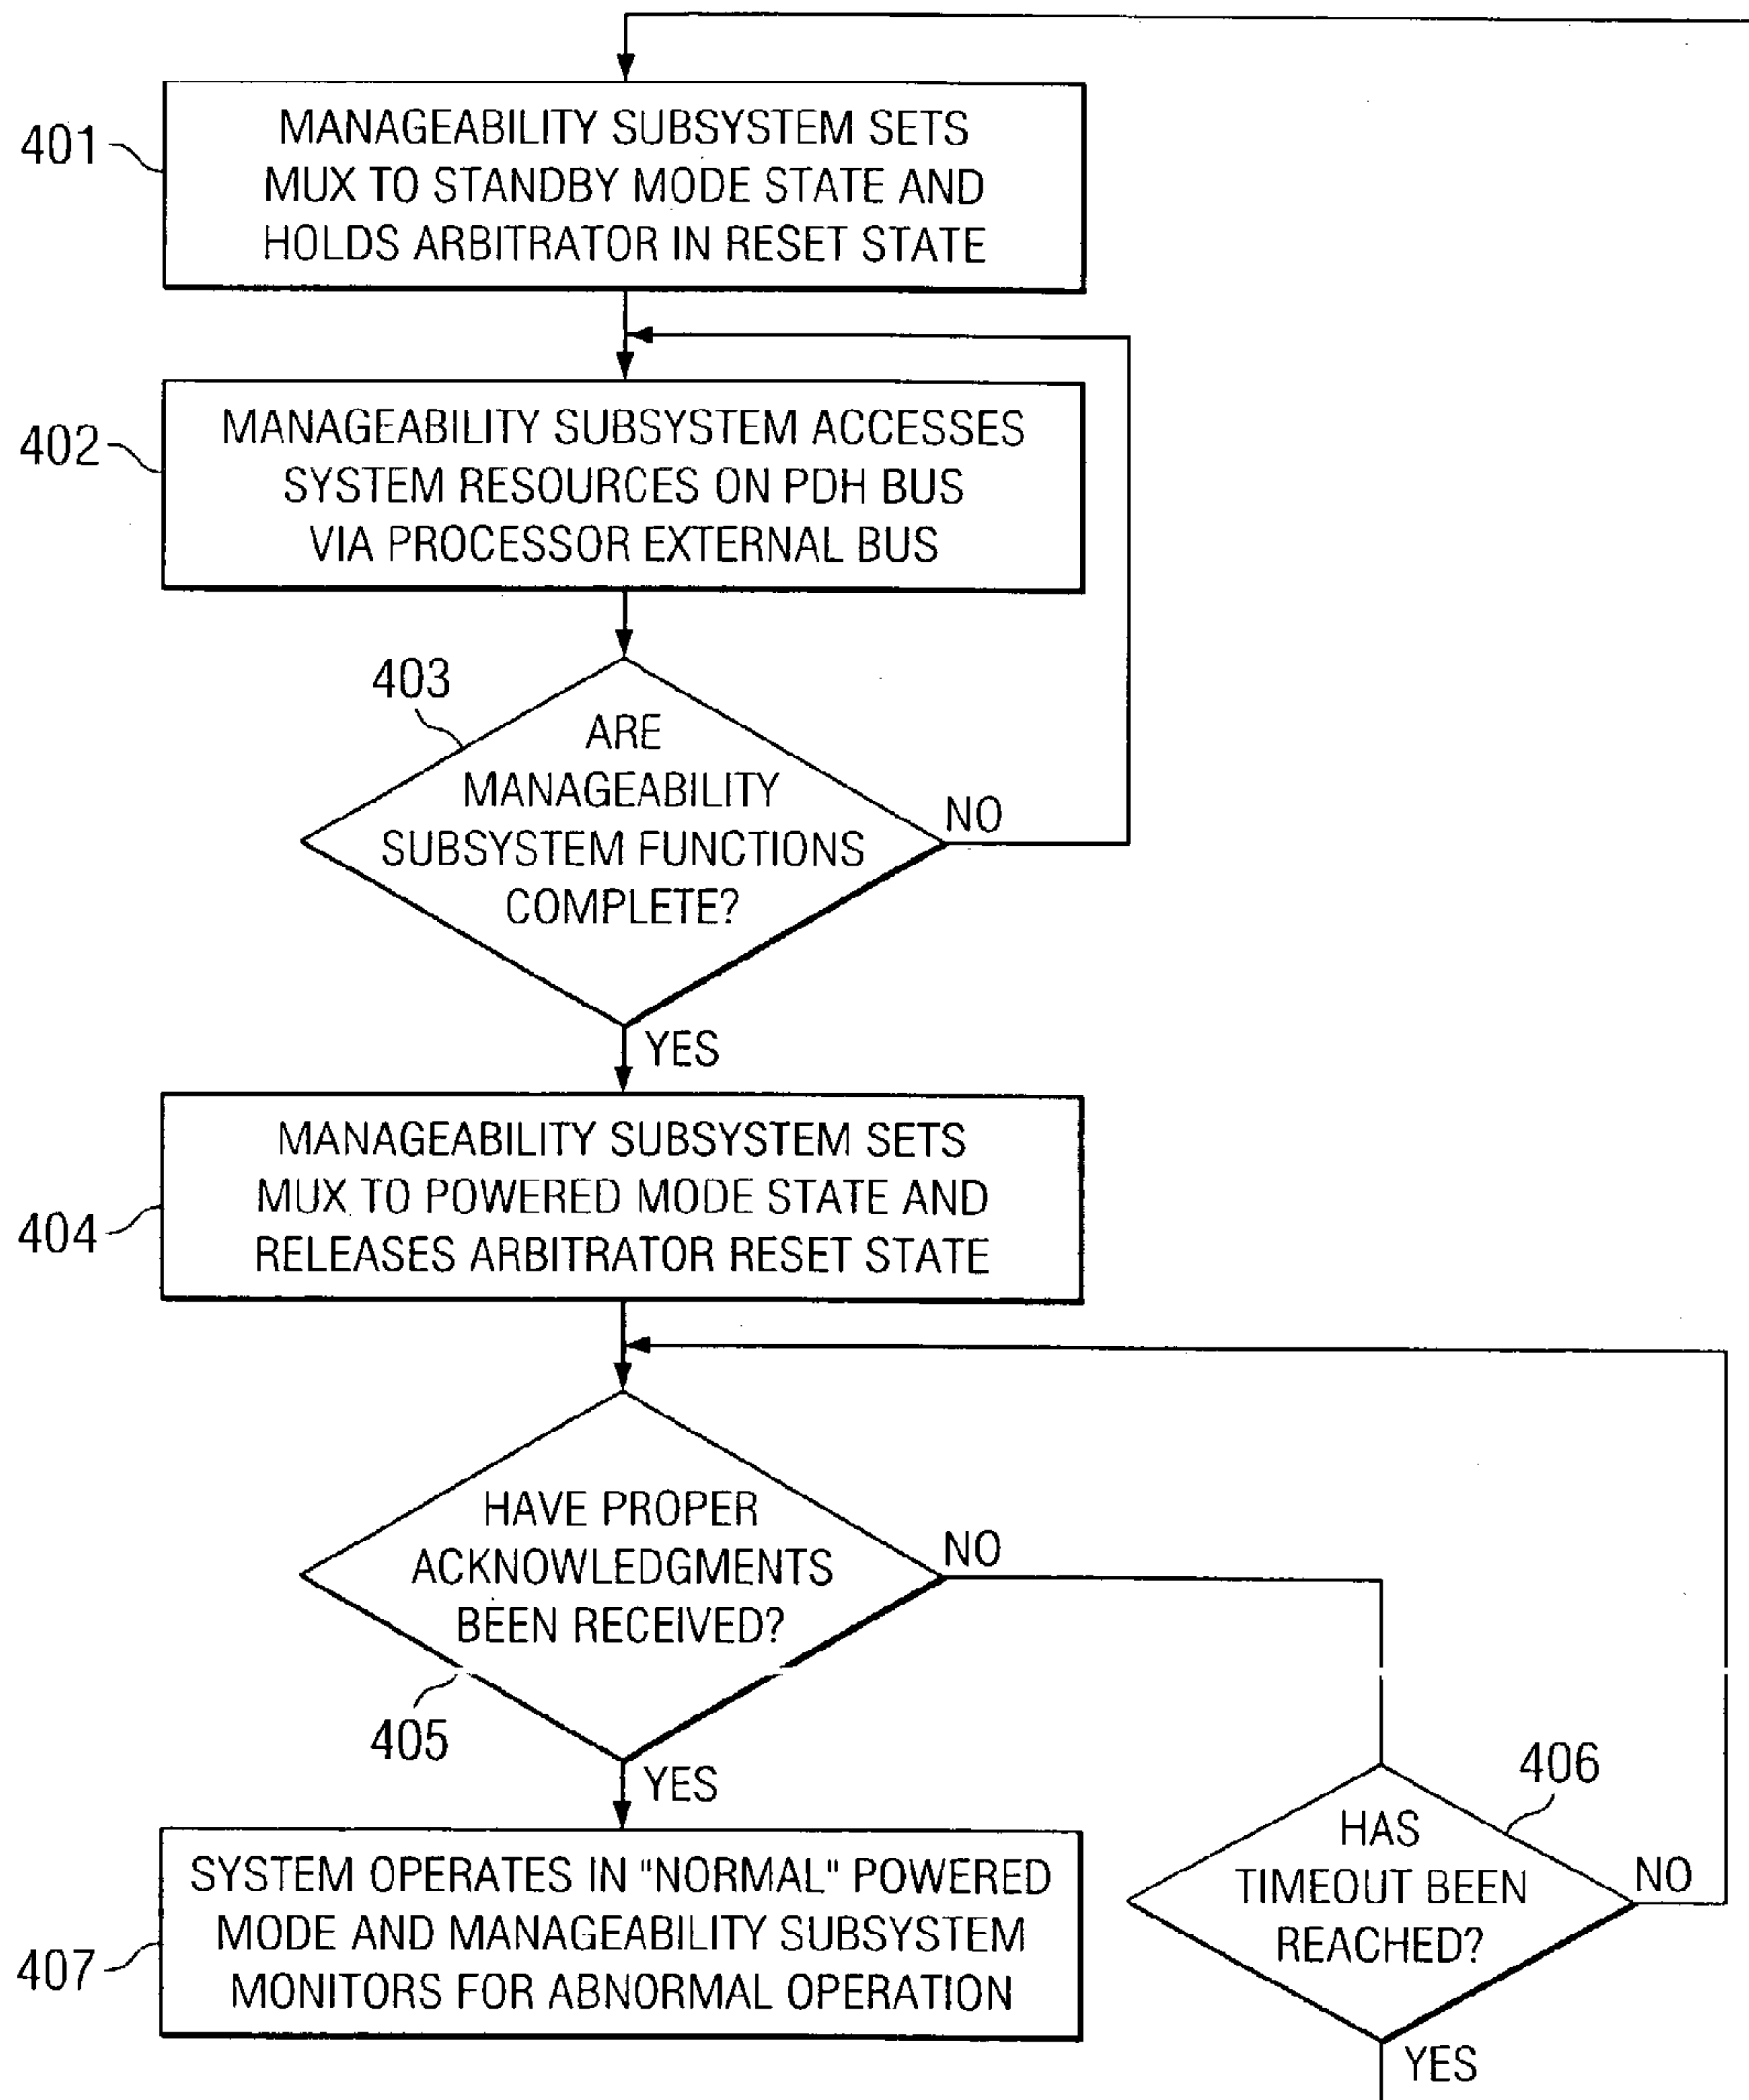 401
MANAGEABILITY SUBSYSTEM SETS
MUX TO STANDBY MODE STATE AND
HOLDS ARBITRATOR IN RESET STATE
402
MANAGEABILITY SUBSYSTEM ACCESSES
SYSTEM RESOURCES ON PDH BUS
VIA PROCESSOR EXTERNAL BUS
403
ARE
MANAGEABILITY
SUBSYSTEM FUNCTIONS
COMPLETE?
NO
YES
404
MANAGEABILITY SUBSYSTEM SETS
MUX TO POWERED MODE STATE AND
RELEASES ARBITRATOR RESET STATE
HAVE PROPER
ACKNOWLEDGMENTS
BEEN RECEIVED?
NO
405
YES
406
HAS
TIMEOUT BEEN
REACHED?
NO
YES
407
SYSTEM OPERATES IN "NORMAL" POWERED
MODE AND MANAGEABILITY SUBSYSTEM
MONITORS FOR ABNORMAL OPERATION